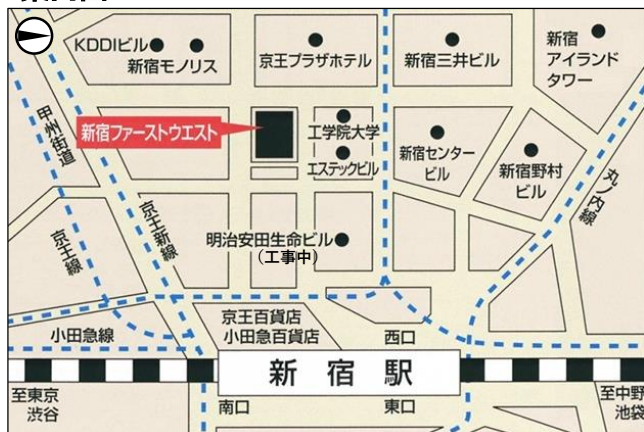 KDDIビル
新宿モノリス
京王プラザホテル
新宿三井ビル
新宿
アイランド
タワー
甲州街道
新宿ファーストウエスト
工学院大学
エステックビル
新宿センター
ビル
新宿野村
ビル
丸ノ内線
京王線
京王新線
明治安田生命ビル
(工事中)
小田急線
京王百貨店
小田急百貨店
西口
新宿駅
至東京
渋谷
南口
東口
至中野
池袋